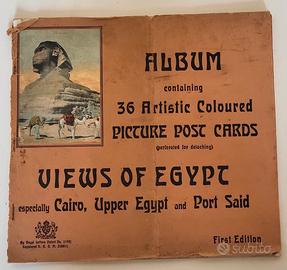 ALBUM
containing
36 Artistic Coloured
PICTURE POST CARDS
(perforated for detaching)
VIEWS OF EGYPT
especially Cairo, Upper Egypt and Port Said
First Edition
subito